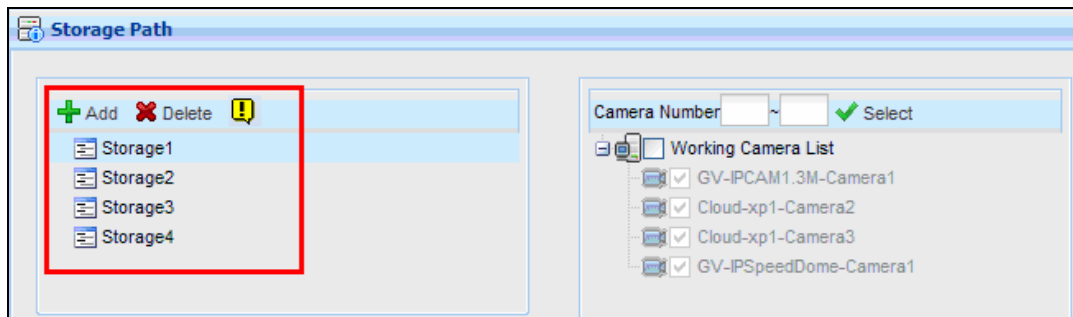 Storage Path
Add Delete
Storage1
Storage2
Storage3
Storage4
Camera Number ~ Select
Working Camera List
GV-IPCAM1.3M-Camera1
Cloud-xp1-Camera2
Cloud-xp1-Camera3
GV-IPSpeedDome-Camera1